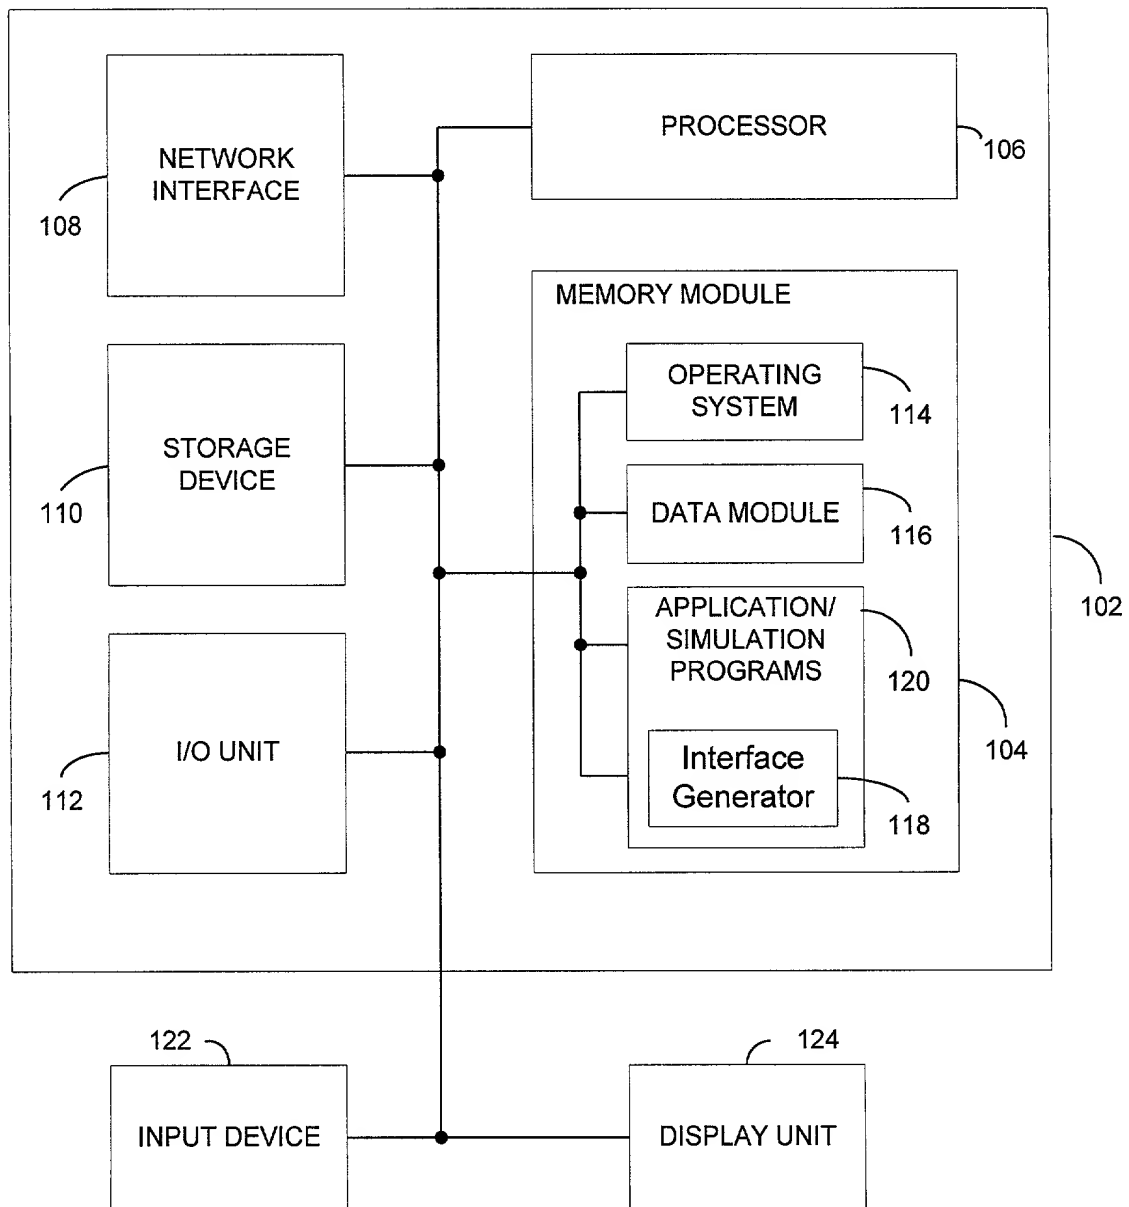 NETWORK
INTERFACE
108
PROCESSOR
106
MEMORY MODULE
OPERATING
SYSTEM
114
STORAGE
DEVICE
110
DATA MODULE
116
102
APPLICATION/
SIMULATION
PROGRAMS
120
104
I/O UNIT
112
Interface
Generator
118
122
INPUT DEVICE
124
DISPLAY UNIT